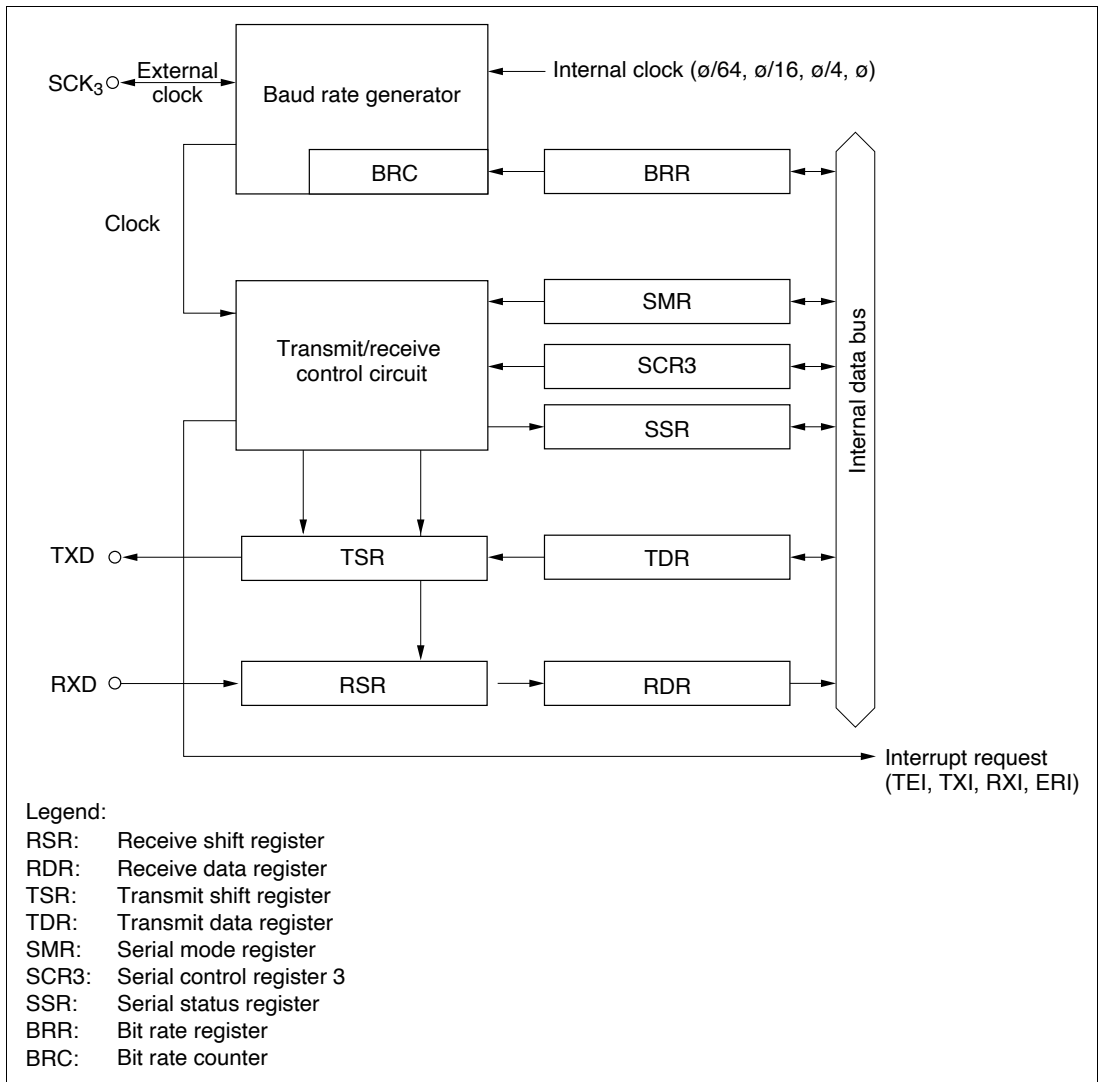 SCK3
External
clock
Baud rate generator
Internal clock (ø/64, ø/16, ø/4, ø)
BRC
BRR
Clock
Transmit/receive
control circuit
SMR
SCR3
SSR
Internal data bus
TXD
TSR
TDR
RXD
RSR
RDR
Interrupt request
(TEI, TXI, RXI, ERI)
Legend:
RSR: Receive shift register
RDR: Receive data register
TSR: Transmit shift register
TDR: Transmit data register
SMR: Serial mode register
SCR3: Serial control register 3
SSR: Serial status register
BRR: Bit rate register
BRC: Bit rate counter